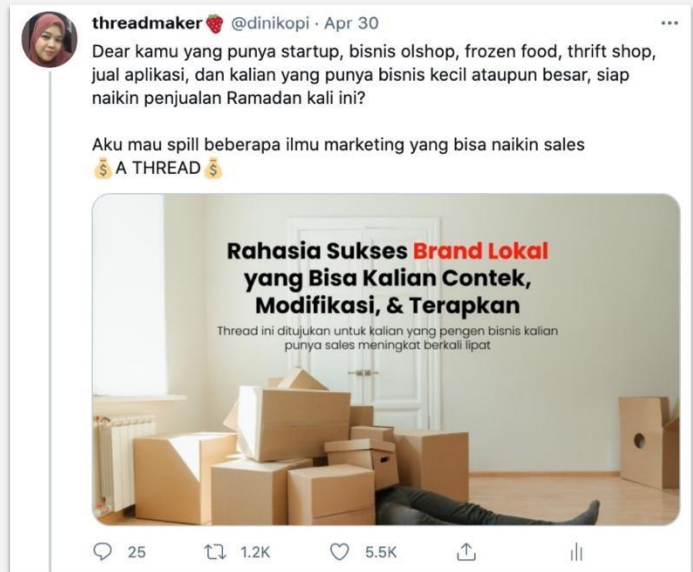 threadmaker🍓 @dinikopi · Apr 30
Dear kamu yang punya startup, bisnis olshop, frozen food, thrift shop,
jual aplikasi, dan kalian yang punya bisnis kecil ataupun besar, siap
naikin penjualan Ramadan kali ini?
Aku mau spill beberapa ilmu marketing yang bisa naikin sales
💰A THREAD💰
Rahasia Sukses Brand Lokal
yang Bisa Kalian Contek,
Modifikasi, & Terapkan
Thread ini ditujukan untuk kalian yang pengen bisnis kalian
punya sales meningkat berkali lipat
25 1.2K 5.5K